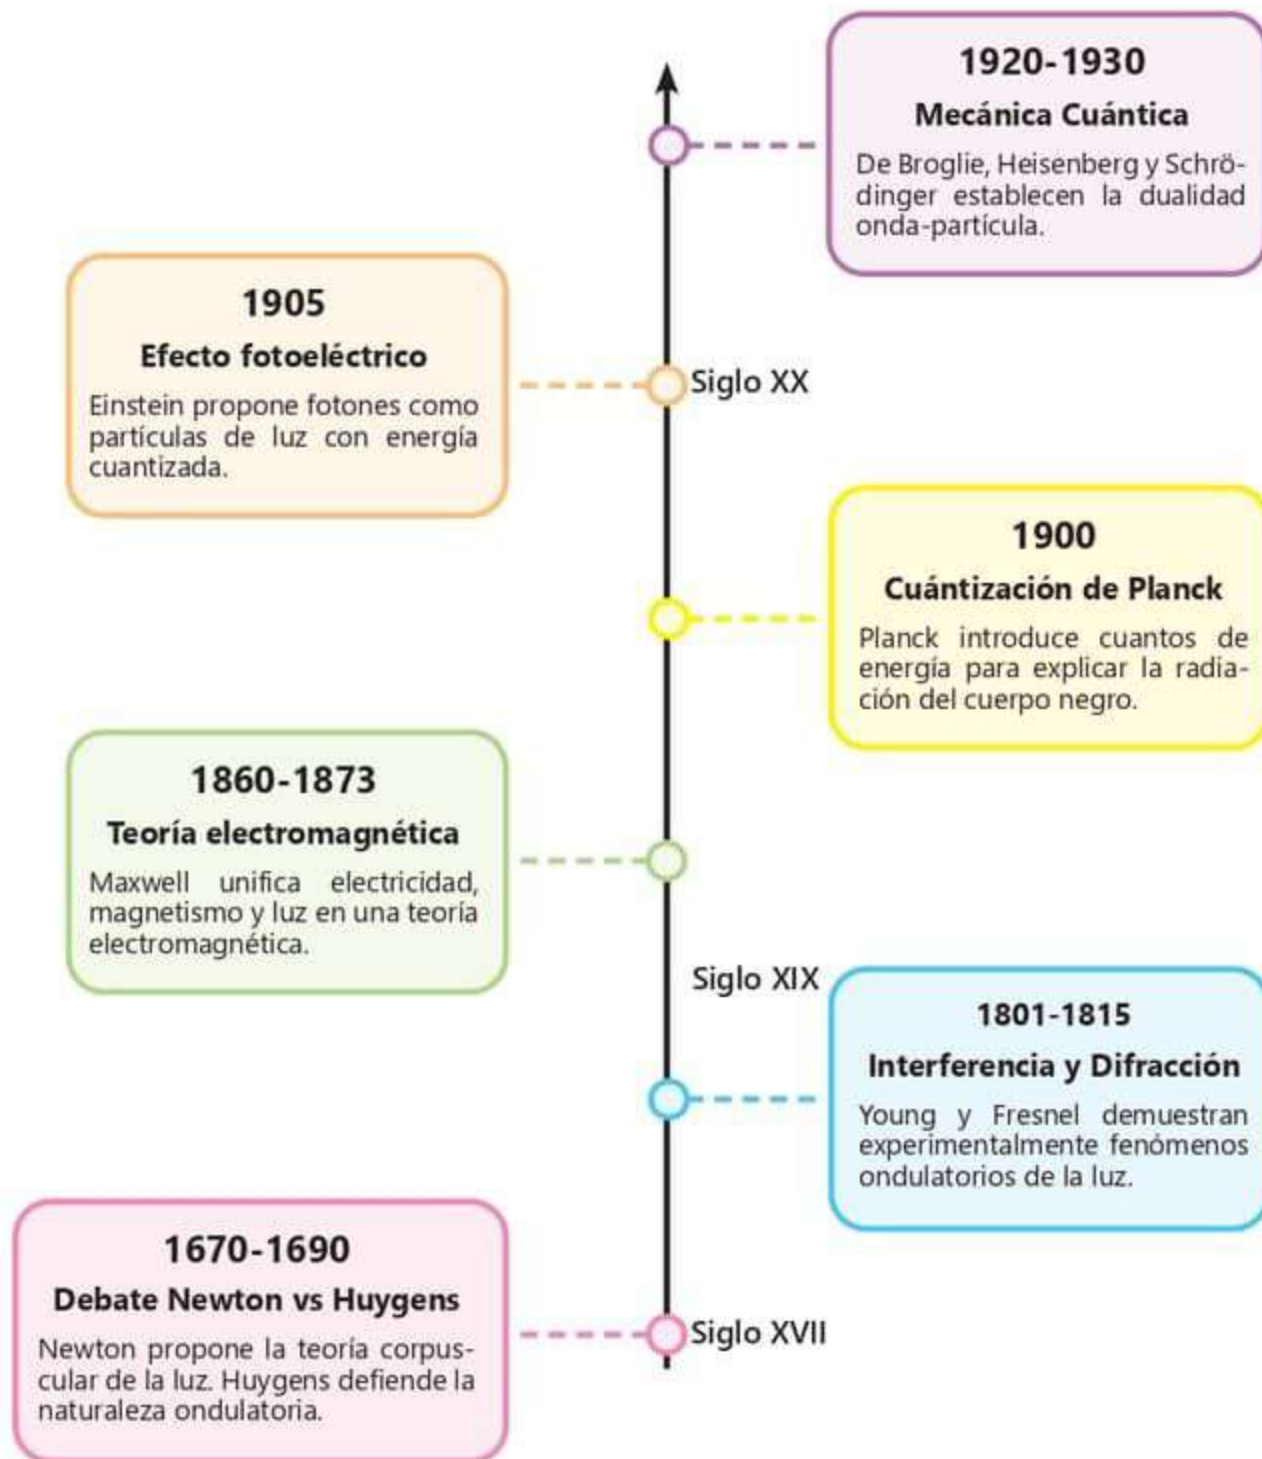 1920-1930
Mecánica Cuántica
De Broglie, Heisenberg y Schrö-
dinger establecen la dualidad
onda-partícula.
1905
Efecto fotoeléctrico
Einstein propone fotones como
partículas de luz con energía
cuantizada.
Siglo XX
1900
Cuántización de Planck
Planck introduce cuantos de
energía para explicar la radia-
ción del cuerpo negro.
1860-1873
Teoría electromagnética
Maxwell unifica electricidad,
magnetismo y luz en una teoría
electromagnética.
Siglo XIX
1801-1815
Interferencia y Difracción
Young y Fresnel demuestran
experimentalmente fenómenos
ondulatorios de la luz.
1670-1690
Debate Newton vs Huygens
Newton propone la teoría corpus-
cular de la luz. Huygens defiende la
naturaleza ondulatoria.
Siglo XVII